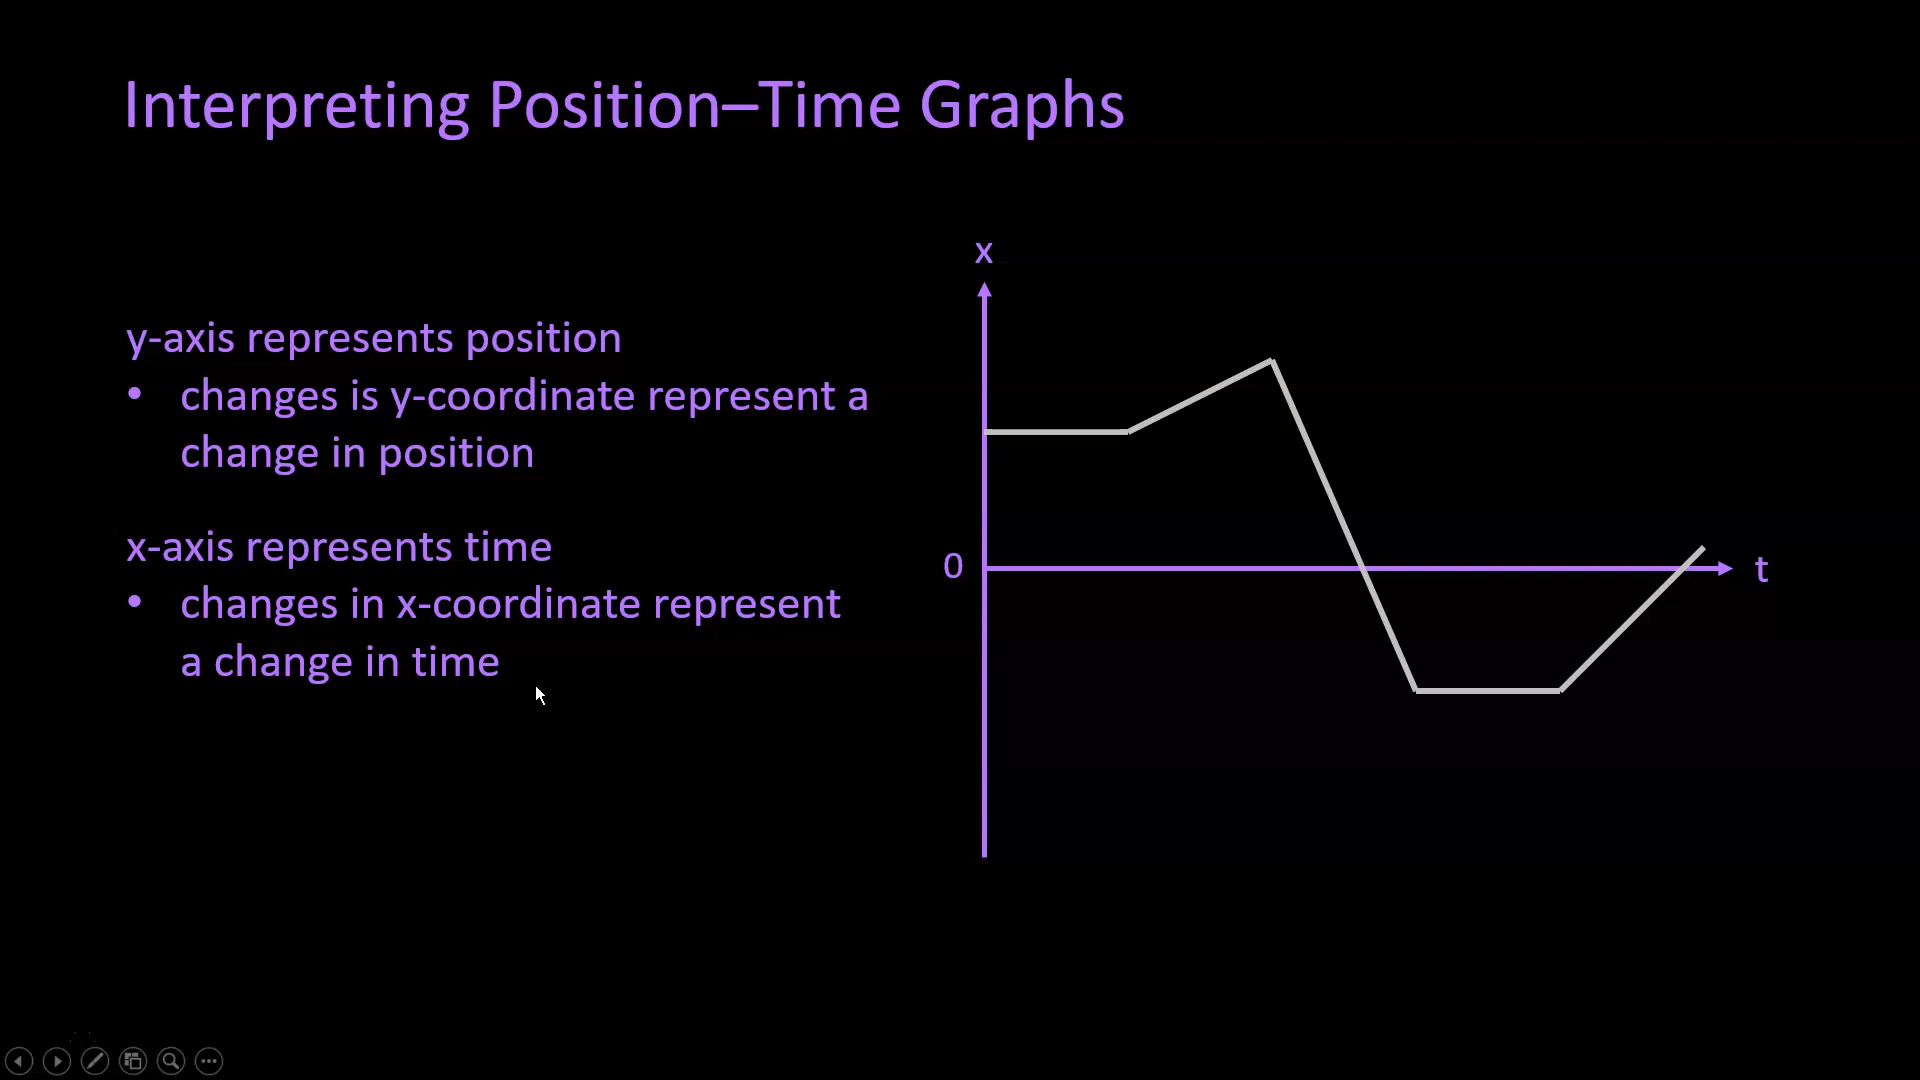 Interpreting Position–Time Graphs
y-axis represents position
• changes is y-coordinate represent a
change in position
x-axis represents time
• changes in x-coordinate represent
a change in time
x
0
t